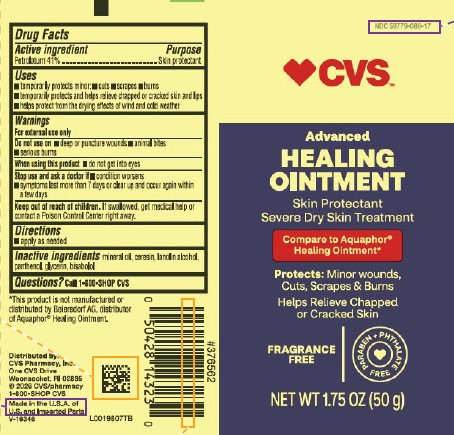 Drug Facts
Active ingredient Purpose
Petrolatum 41% Skin protectant
Uses
■ temporarily protects minor: ■ cuts ■ scrapes ■ burns
■ temporarily protects and helps relieve chapped or cracked skin and lips
■ helps protect from the drying effects of wind and cold weather
Warnings
For external use only
Do not use on ■ deep or puncture wounds ■ animal bites
■ serious burns
When using this product ■ do not get into eyes
Stop use and ask a doctor if ■ condition worsens
■ symptoms last more than 7 days or clear up and occur again within
a few days
Keep out of reach of children. If swallowed, get medical help or
contact a Poison Control Center right away.
Directions
■ apply as needed
Inactive ingredients mineral oil, ceresin, lanolin alcohol,
panthenol, glycerin, bisabolol
Questions? Call 1-800-SHOP CVS
*This product is not manufactured or
distributed by Beiersdorf AG, distributor
of Aquaphor® Healing Ointment.
Distributed by:
CVS Pharmacy, Inc.
One CVS Drive
Woonsocket, RI 02895
© 2025 CVS/pharmacy
1-800-SHOP CVS
Made in the U.S.A. of
U.S. and Imported Parts
V-16346
L0019807TB
#376562
CVS™
Advanced
HEALING
OINTMENT
Skin Protectant
Severe Dry Skin Treatment
Compare to Aquaphor®
Healing Ointment*
Protects: Minor wounds,
Cuts, Scrapes & Burns
Helps Relieve Chapped
or Cracked Skin
FRAGRANCE
FREE
PARABEN + PHTHALATE
FREE
NET WT 1.75 OZ (50 g)